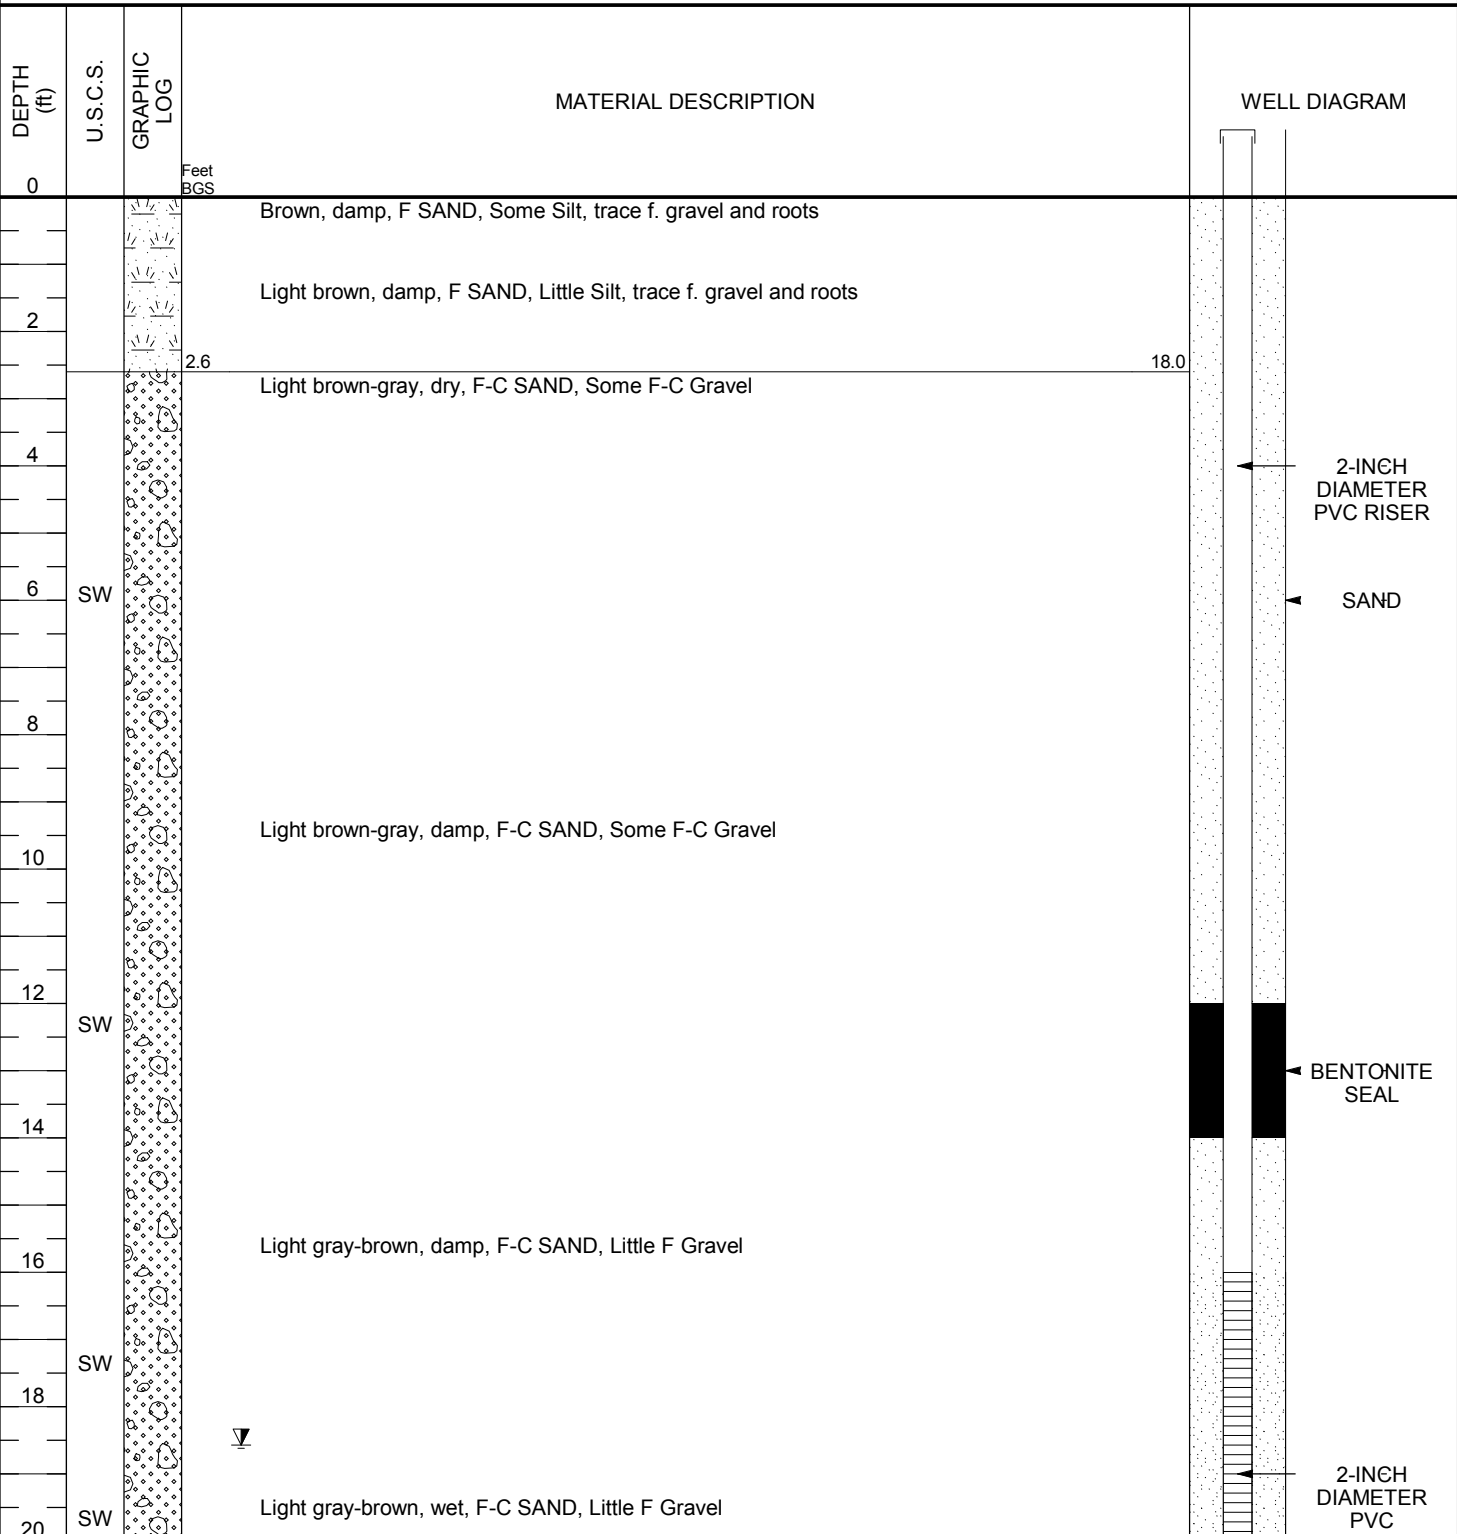 DEPTH
(ft)
U.S.C.S.
GRAPHIC
LOG
MATERIAL DESCRIPTION
WELL DIAGRAM
0
Feet
BGS
Brown, damp, F SAND, Some Silt, trace f. gravel and roots
Light brown, damp, F SAND, Little Silt, trace f. gravel and roots
2
2.6
18.0
Light brown-gray, dry, F-C SAND, Some F-C Gravel
4
2-INCH
DIAMETER
PVC RISER
6
SW
SAND
8
Light brown-gray, damp, F-C SAND, Some F-C Gravel
10
12
SW
BENTONITE
SEAL
14
Light gray-brown, damp, F-C SAND, Little F Gravel
16
SW
18
2-INCH
DIAMETER
PVC
Light gray-brown, wet, F-C SAND, Little F Gravel
SW
20